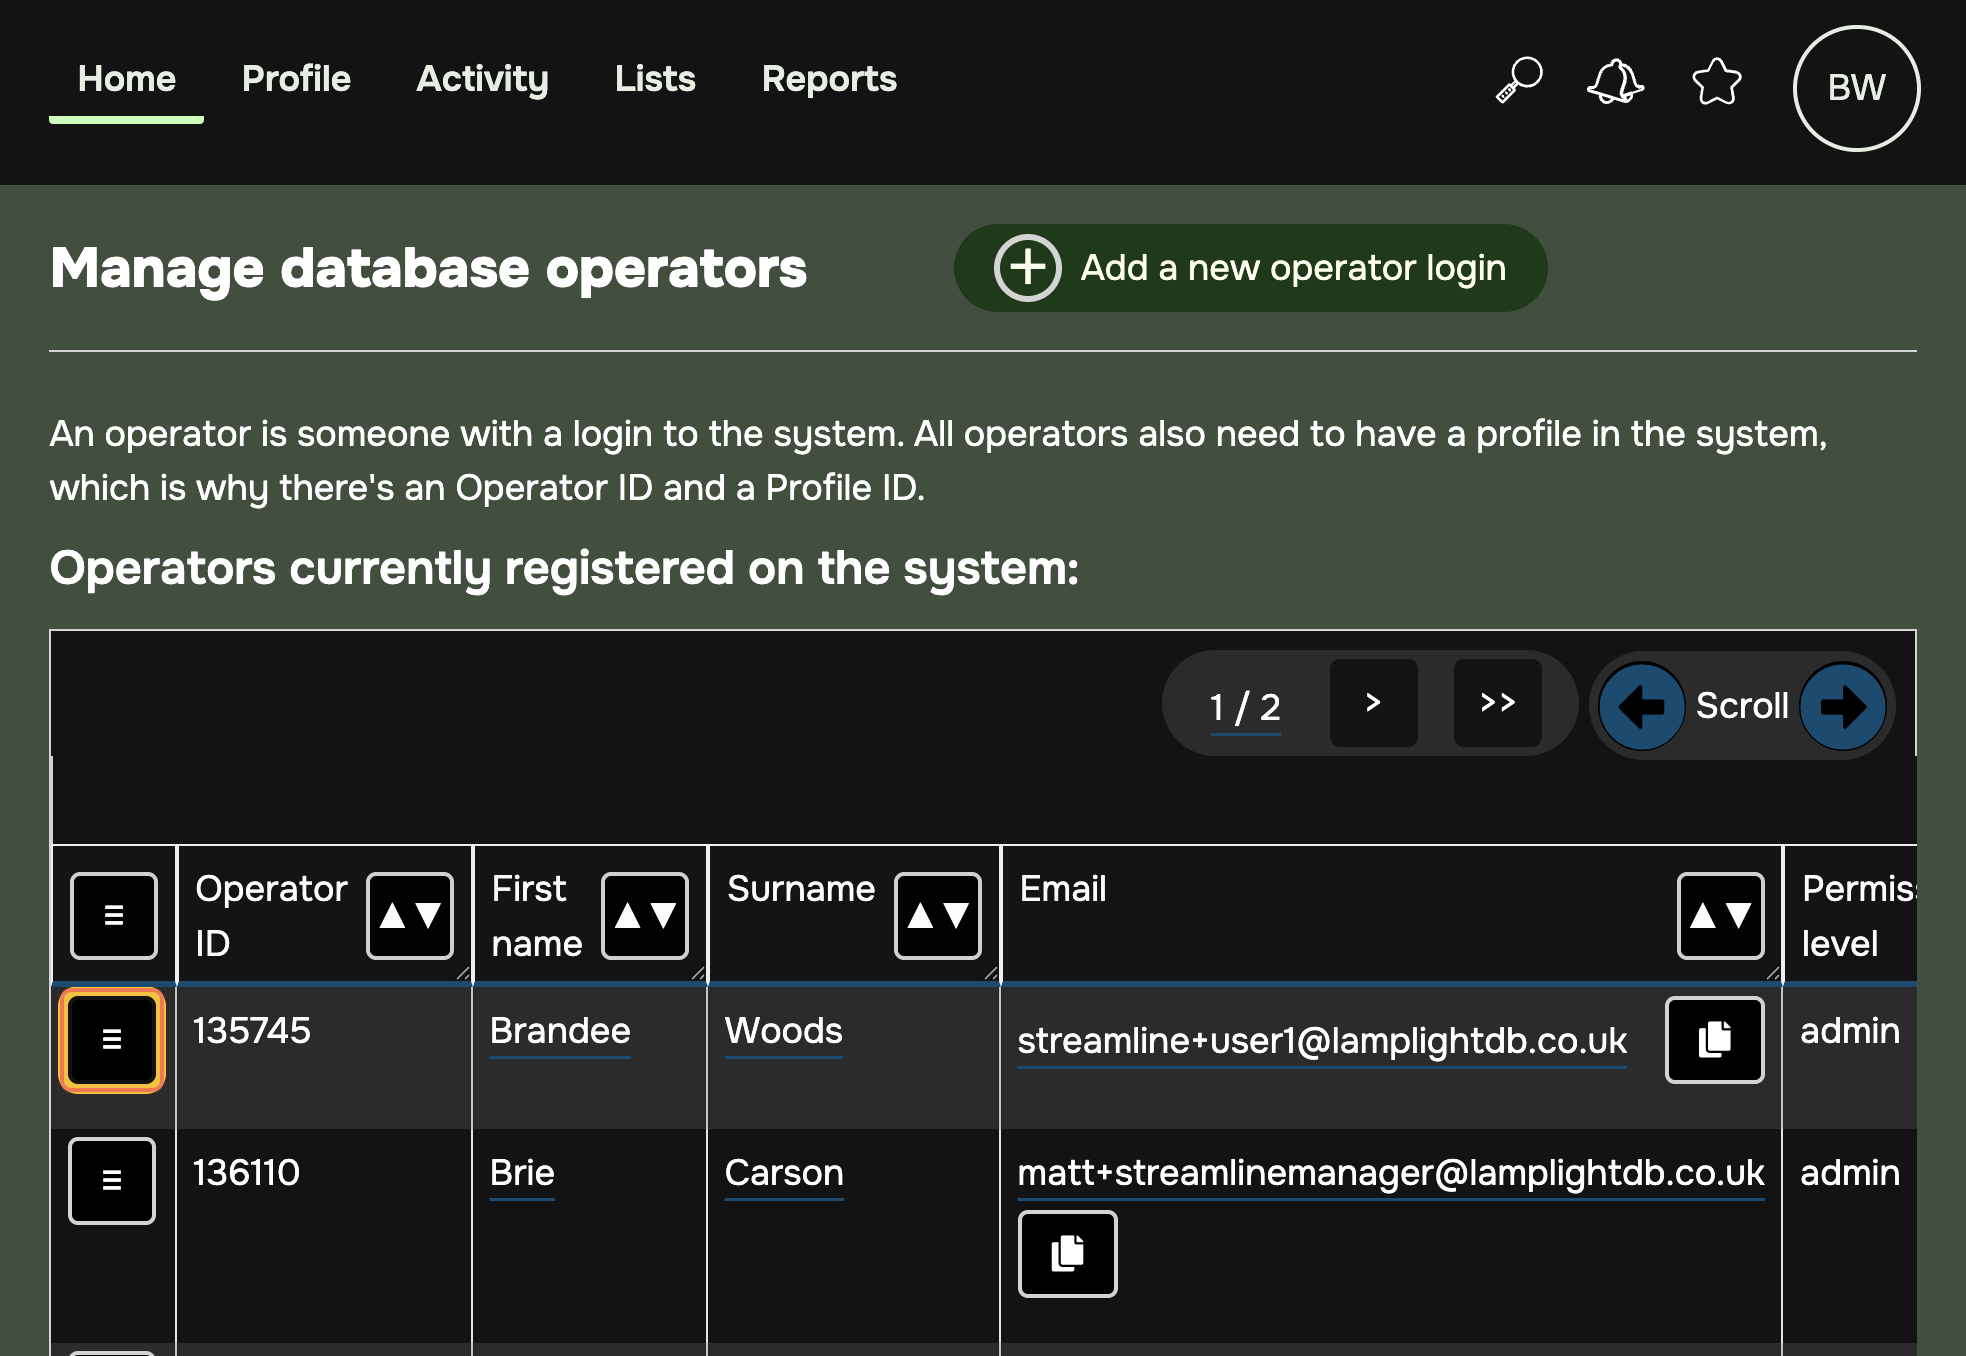 Home Profile Activity Lists Reports BW
Manage database operators
Add a new operator login
An operator is someone with a login to the system. All operators also need to have a profile in the system,
which is why there's an Operator ID and a Profile ID.
Operators currently registered on the system:
1 / 2 > >> Scroll
Operator ID First name Surname Email Permis level
135745 Brandee Woods streamline+user1@lamplightdb.co.uk admin
136110 Brie Carson matt+streamlinemanager@lamplightdb.co.uk admin